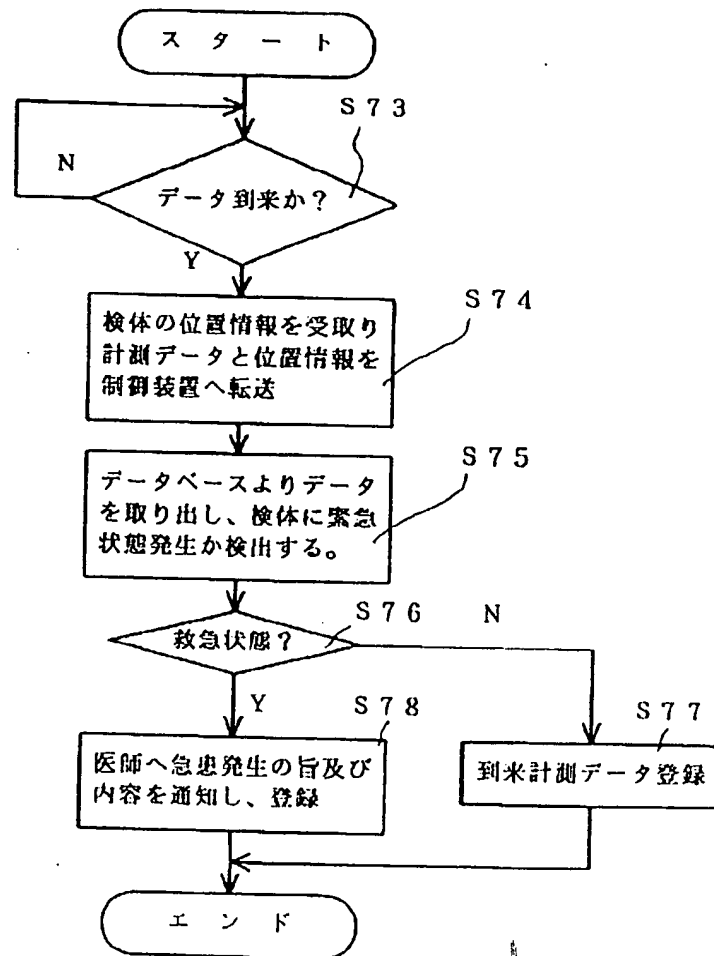 スタート
S73
N
データ到来か？
Y
S74
検体の位置情報を受取り
計測データと位置情報を
制御装置へ転送
S75
データベースよりデータ
を取り出し、検体に緊急
状態発生か検出する。
S76
N
救急状態？
Y
S78
S77
医師へ急患発生の旨及び
内容を通知し、登録
到来計測データ登録
エンド